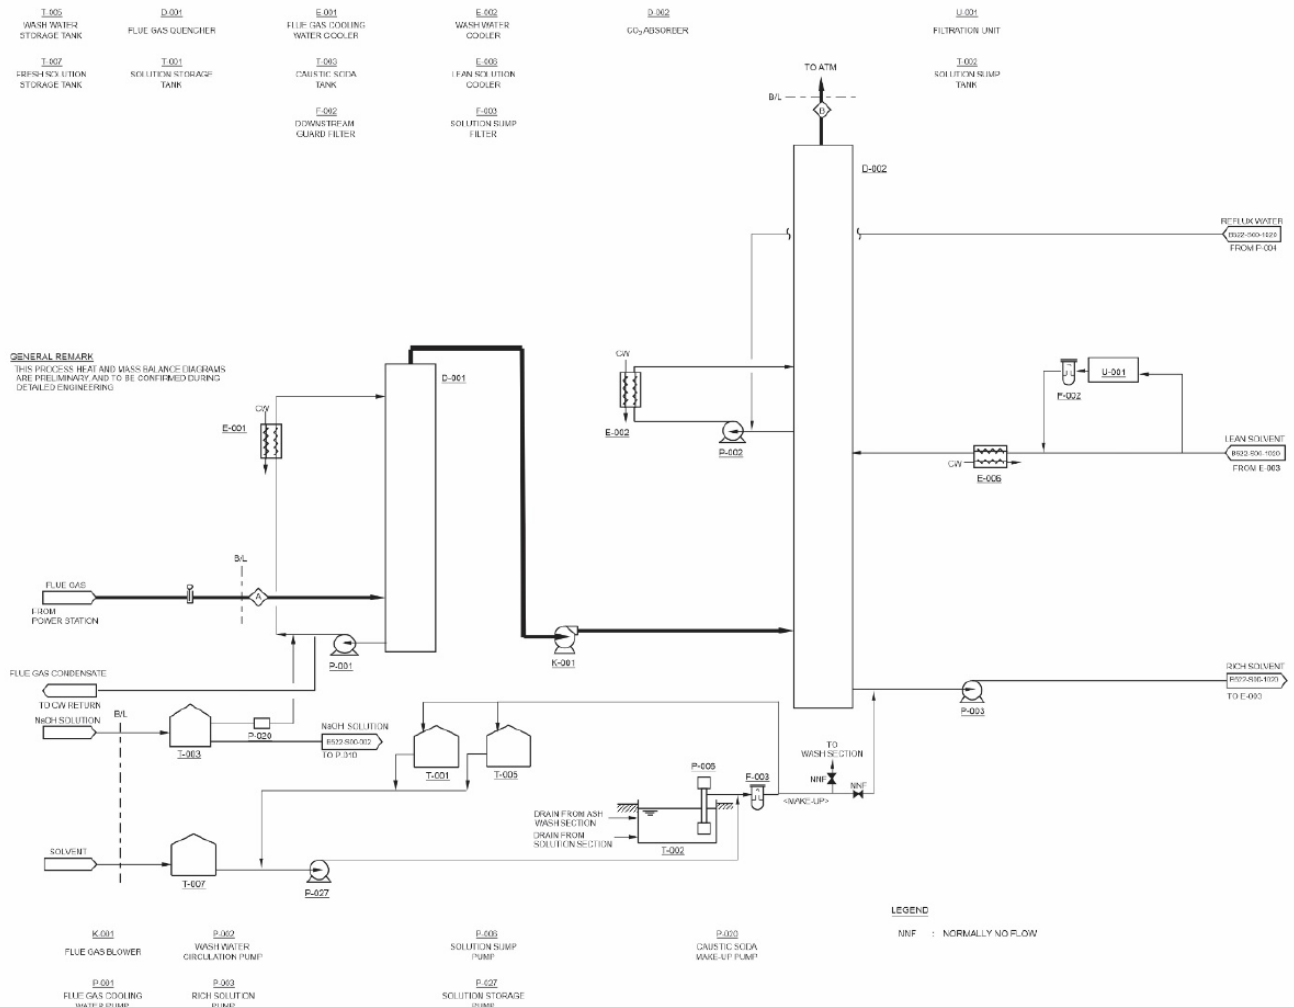 T-005
WASH WATER
STORAGE TANK
D-001
FLUE GAS QUENCHER
E-001
FLUE GAS COOLING
WATER COOLER
E-002
WASH WATER
COOLER
D-002
CO2 ABSORBER
U-001
FILTRATION UNIT
T-007
FRESH SOLUTION
STORAGE TANK
T-001
SOLUTION STORAGE
TANK
T-003
CAUSTIC SODA
TANK
LEAN SOLUTION
COOLER
T-002
SOLUTION SUMP
TANK
F-002
DOWNSTREAM
GUARD FILTER
F-003
SOLUTION SUMP
FILTER
TO ATM
B/L
B
D-002
REFLUX WATER
FROM P-004
GENERAL REMARK
THIS PROCESS HEAT AND MASS BALANCE DIAGRAMS
ARE PRELIMINARY, AND TO BE CONFIRMED DURING
DETAILED ENGINEERING
D-001
CW
E-001
CW
E-002
P-002
U-001
F-002
LEAN SOLVENT
FROM E-003
CW
B/L
FLUE GAS
A
FROM
POWER STATION
P-001
K-001
FLUE GAS CONDENSATE
TO CW RETURN
RICH SOLVENT
TO E-003
P-003
NaOH SOLUTION
B/L
T-003
P-020
NaOH SOLUTION
TO P-010
T-001
T-005
TO
WASH SECTION
NNF
NNF
<MAKE-UP>
F-003
DRAIN FROM ASH
WASH SECTION
DRAIN FROM
SOLUTION SECTION
T-002
SOLVENT
T-007
P-027
LEGEND
NNF : NORMALLY NO FLOW
K-001
FLUE GAS BLOWER
P-002
WASH WATER
CIRCULATION PUMP
SOLUTION SUMP
PUMP
P-020
CAUSTIC SODA
MAKE-UP PUMP
P-001
FLUE GAS COOLING
WATER PUMP
P-003
RICH SOLUTION
PUMP
P-027
SOLUTION STORAGE
PUMP